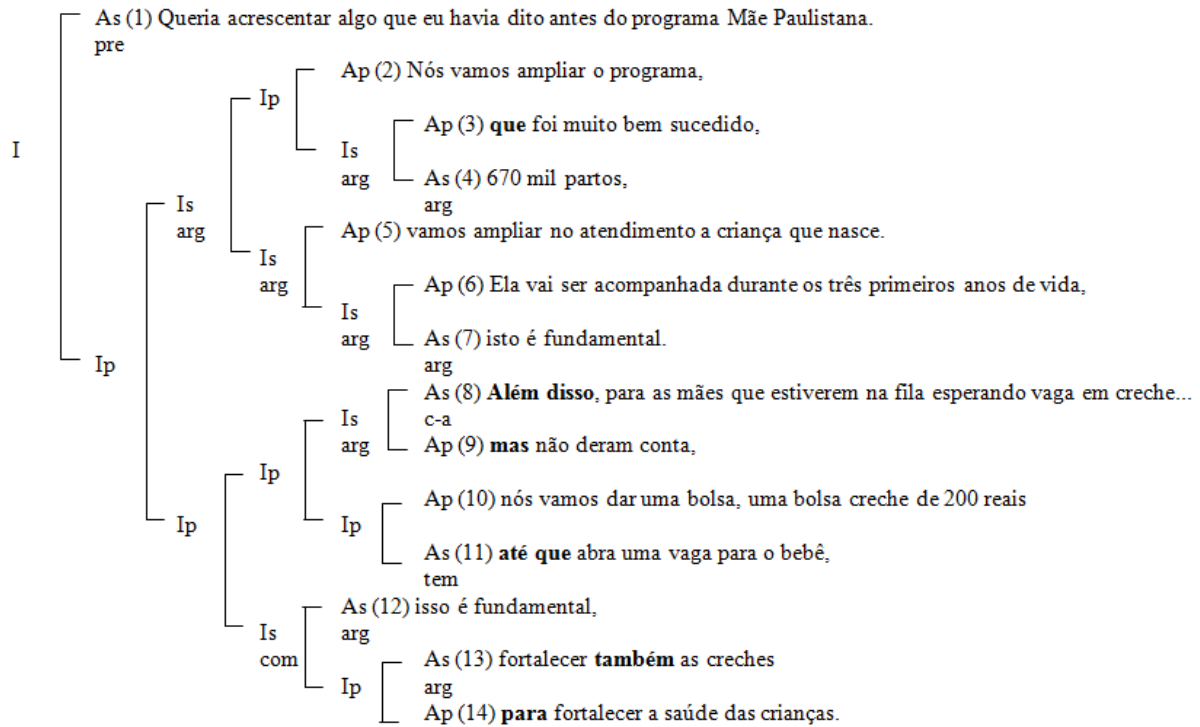 As (1) Queria acrescentar algo que eu havia dito antes do programa Mãe Paulistana.
pre
Ap (2) Nós vamos ampliar o programa,
Ip
Ap (3) que foi muito bem sucedido,
I
Is
arg
As (4) 670 mil partos,
arg
Is
arg
Ap (5) vamos ampliar no atendimento a criança que nasce.
Is
arg
Ap (6) Ela vai ser acompanhada durante os três primeiros anos de vida,
Is
arg
As (7) isto é fundamental.
arg
Ip
As (8) Além disso, para as mães que estiverem na fila esperando vaga em creche...
c-a
Is
arg
Ap (9) mas não deram conta,
Ip
Ap (10) nós vamos dar uma bolsa, uma bolsa creche de 200 reais
Ip
Ip
As (11) até que abra uma vaga para o bebê,
tem
As (12) isso é fundamental,
arg
Is
com
As (13) fortalecer também as creches
arg
Ip
Ap (14) para fortalecer a saúde das crianças.